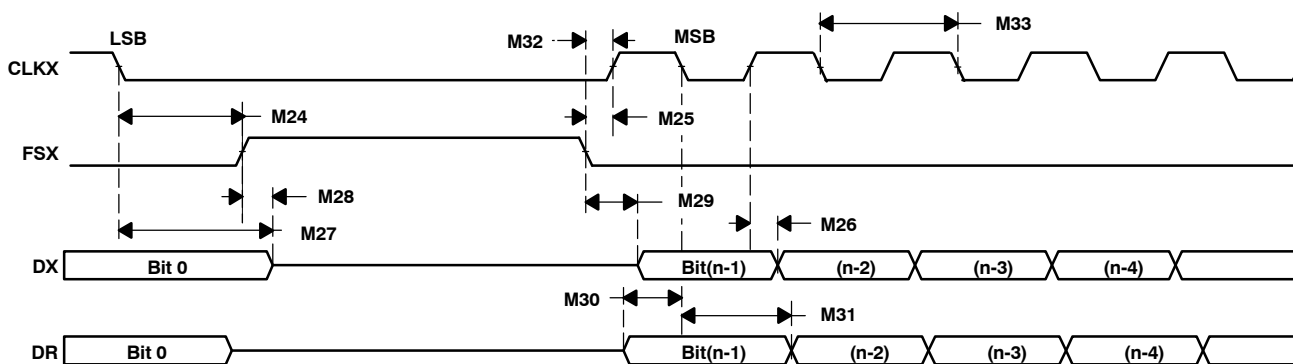 LSB
M32
MSB
M33
CLKX
M24
M25
FSX
M28
M29
M27
M26
DX
Bit 0
Bit(n-1)
(n-2)
(n-3)
(n-4)
M30
M31
DR
Bit 0
Bit(n-1)
(n-2)
(n-3)
(n-4)